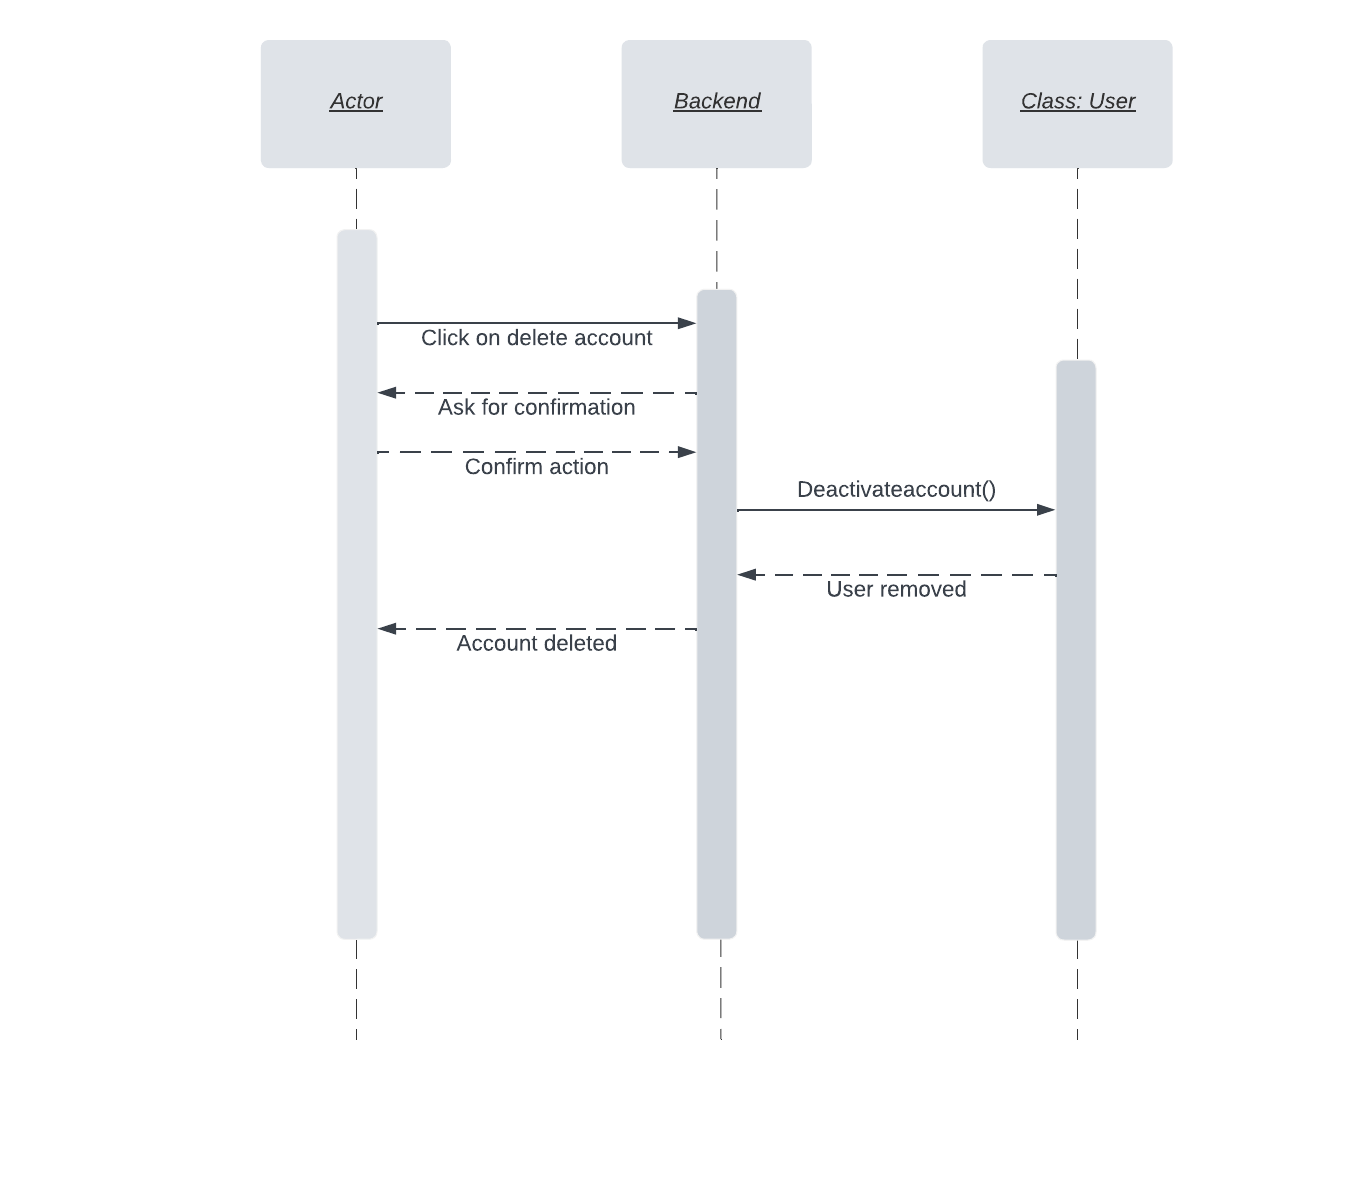 Actor
Backend
Class: User
Click on delete account
Ask for confirmation
Confirm action
Deactivateaccount()
User removed
Account deleted